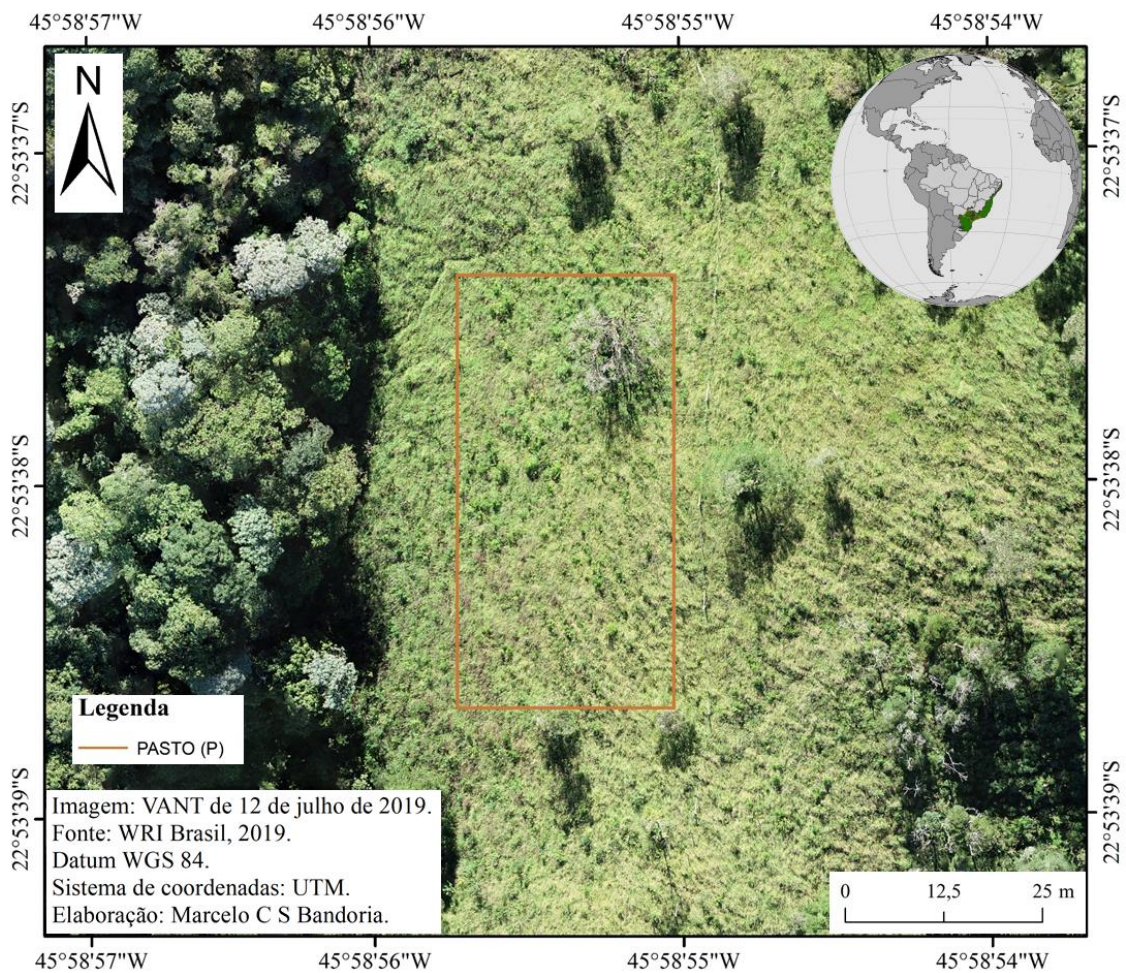 45°58'57"W 45°58'56"W 45°58'55"W 45°58'54"W
N
22°53'37"S
22°53'37"S
22°53'38"S
22°53'38"S
22°53'39"S
22°53'39"S
Legenda
PASTO (P)
Imagem: VANT de 12 de julho de 2019.
Fonte: WRI Brasil, 2019.
Datum WGS 84.
Sistema de coordenadas: UTM.
Elaboração: Marcelo C S Bandoria.
0 12,5 25 m
45°58'57"W 45°58'56"W 45°58'55"W 45°58'54"W